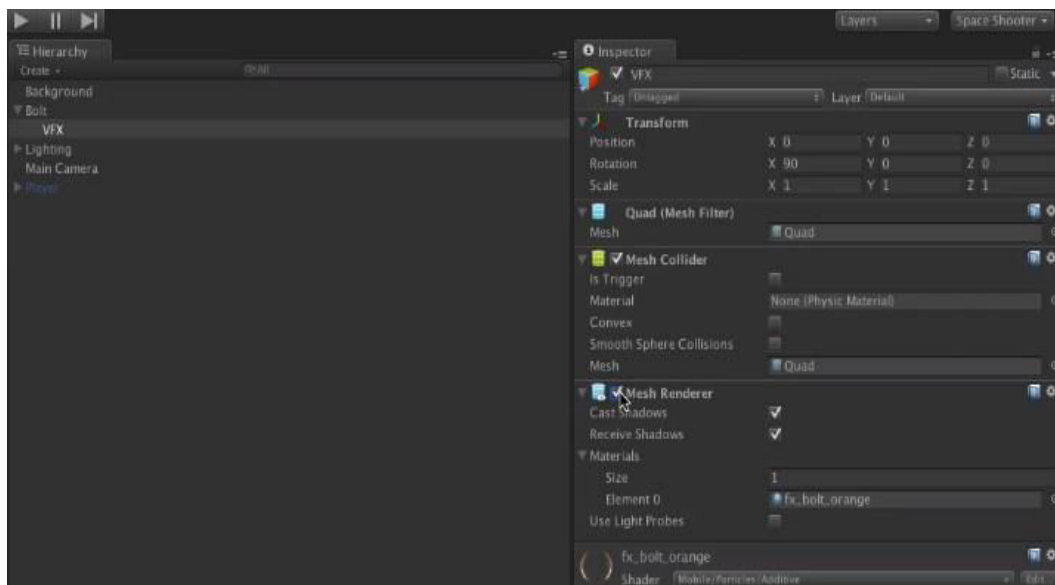 Layers Space Shooter
Hierarchy
Create All
Background
Bolt
VFX
Lighting
Main Camera
Player
Inspector
VFX Static
Tag Untagged Layer Default
Transform
Position X 0 Y 0 Z 0
Rotation X 90 Y 0 Z 0
Scale X 1 Y 1 Z 1
Quad (Mesh Filter)
Mesh Quad
Mesh Collider
Is Trigger
Material None (Physic Material)
Convex
Smooth Sphere Collisions
Mesh Quad
Mesh Renderer
Cast Shadows
Receive Shadows
Materials
Size 1
Element 0 fx_bolt_orange
Use Light Probes
fx_bolt_orange
Shader Mobile/Particles/Additive Edit